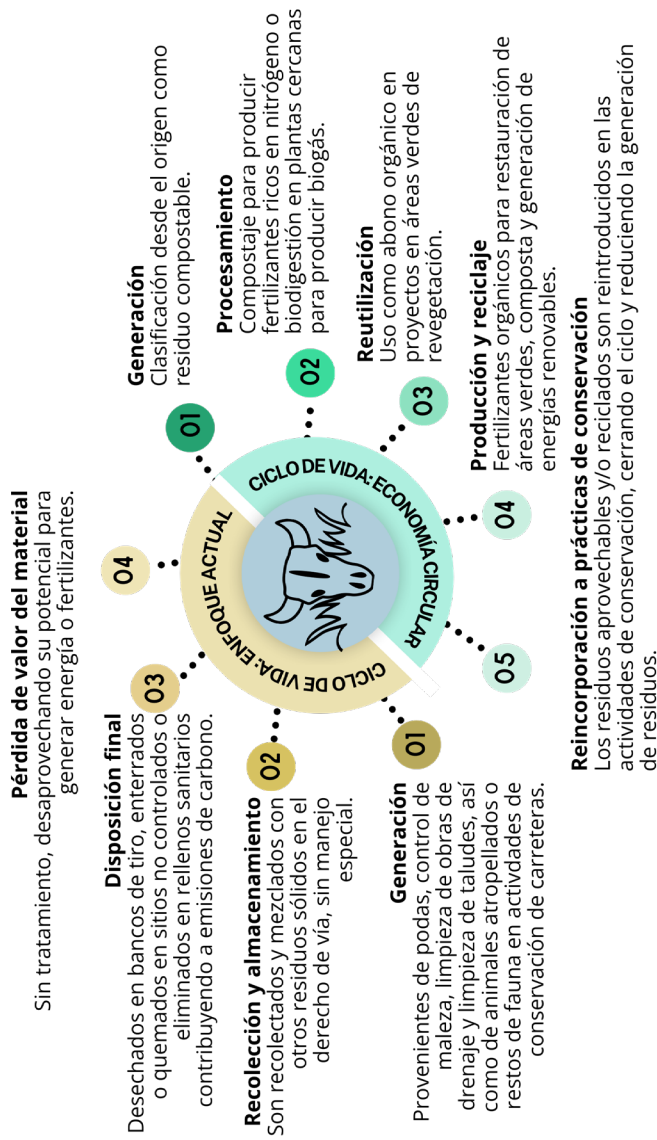 Pérdida de valor del material
Sin tratamiento, desaprovechando su potencial para
generar energía o fertilizantes.
04
Disposición final
Desechados en bancos de tiro, enterrados
o quemados en sitios no controlados o
eliminados en rellenos sanitarios
contribuyendo a emisiones de carbono.
03
Recolección y almacenamiento
Son recolectados y mezclados con
otros residuos sólidos en el
derecho de vía, sin manejo
especial.
02
Generación
Provenientes de podas, control de
maleza, limpieza de obras de
drenaje y limpieza de taludes, así
como de animales atropellados o
restos de fauna en activdades de
conservación de carreteras.
01
CICLO DE VIDA: ENFOQUE ACTUAL
CICLO DE VIDA: ECONOMÍA CIRCULAR
01
Generación
Clasificación desde el origen como
residuo compostable.
02
Procesamiento
Compostaje para producir
fertilizantes ricos en nitrógeno o
biodigestión en plantas cercanas
para producir biogás.
03
Reutilización
Uso como abono orgánico en
proyectos en áreas verdes de
revegetación.
04
Producción y reciclaje
Fertilizantes orgánicos para restauración de
áreas verdes, composta y generación de
energías renovables.
05
Reincorporación a prácticas de conservación
Los residuos aprovechables y/o reciclados son reintroducidos en las
actividades de conservación, cerrando el ciclo y reduciendo la generación
de residuos.